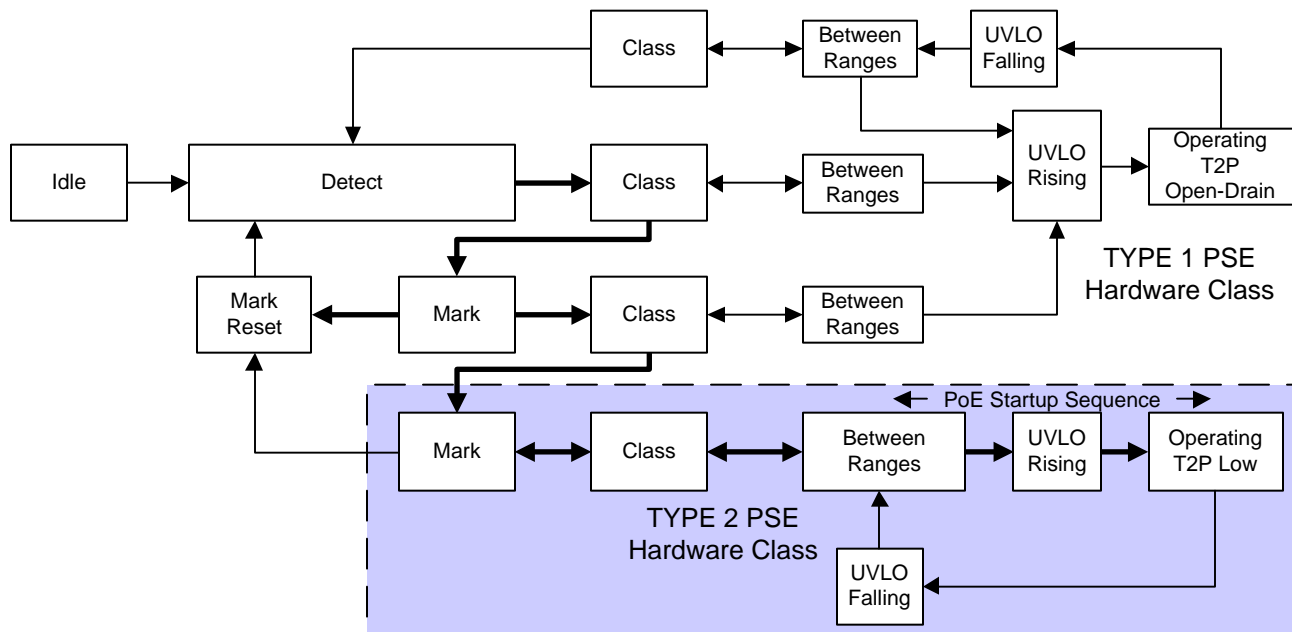 Class
Between
Ranges
UVLO
Falling
Idle
Detect
Class
Between
Ranges
UVLO
Rising
Operating
T2P
Open-Drain
TYPE 1 PSE
Hardware Class
Mark
Reset
Mark
Class
Between
Ranges
PoE Startup Sequence
Mark
Class
Between
Ranges
UVLO
Rising
Operating
T2P Low
TYPE 2 PSE
Hardware Class
UVLO
Falling